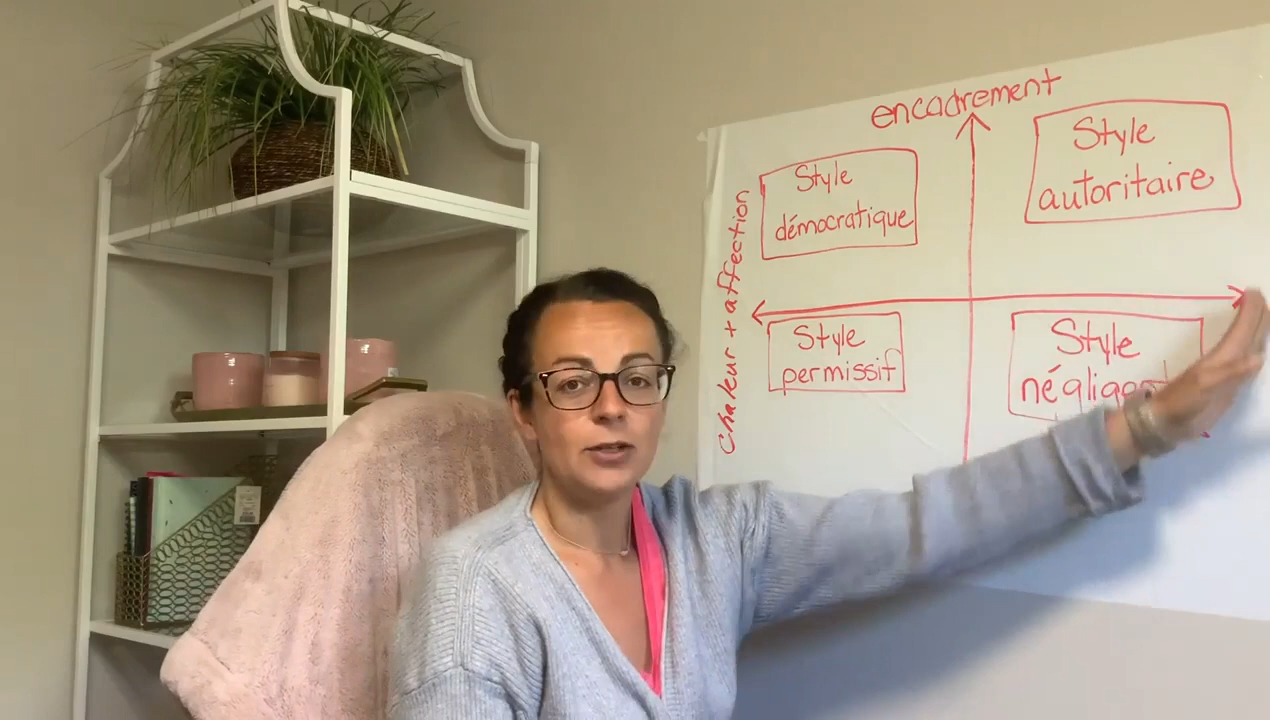 encadrement
Style
démocratique
Style
autoritaire
chaleur + affection
Style
permissif
Style